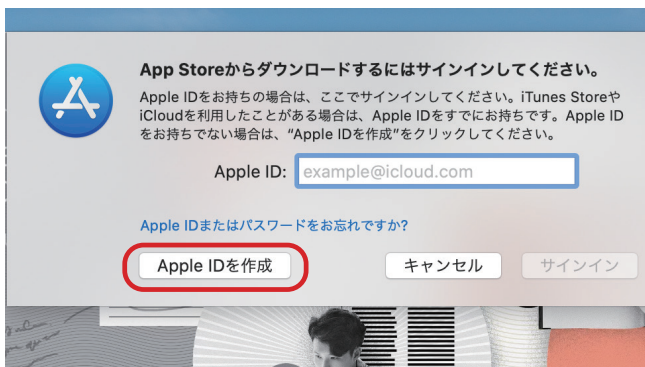 App Storeからダウンロードするにはサインインしてください。
Apple IDをお持ちの場合は、ここでサインインしてください。iTunes Storeや
iCloudを利用したことがある場合は、Apple IDをすでにお持ちです。Apple ID
をお持ちでない場合は、“Apple IDを作成”をクリックしてください。
Apple ID: example@icloud.com
Apple IDまたはパスワードをお忘れですか?
Apple IDを作成 キャンセル サインイン